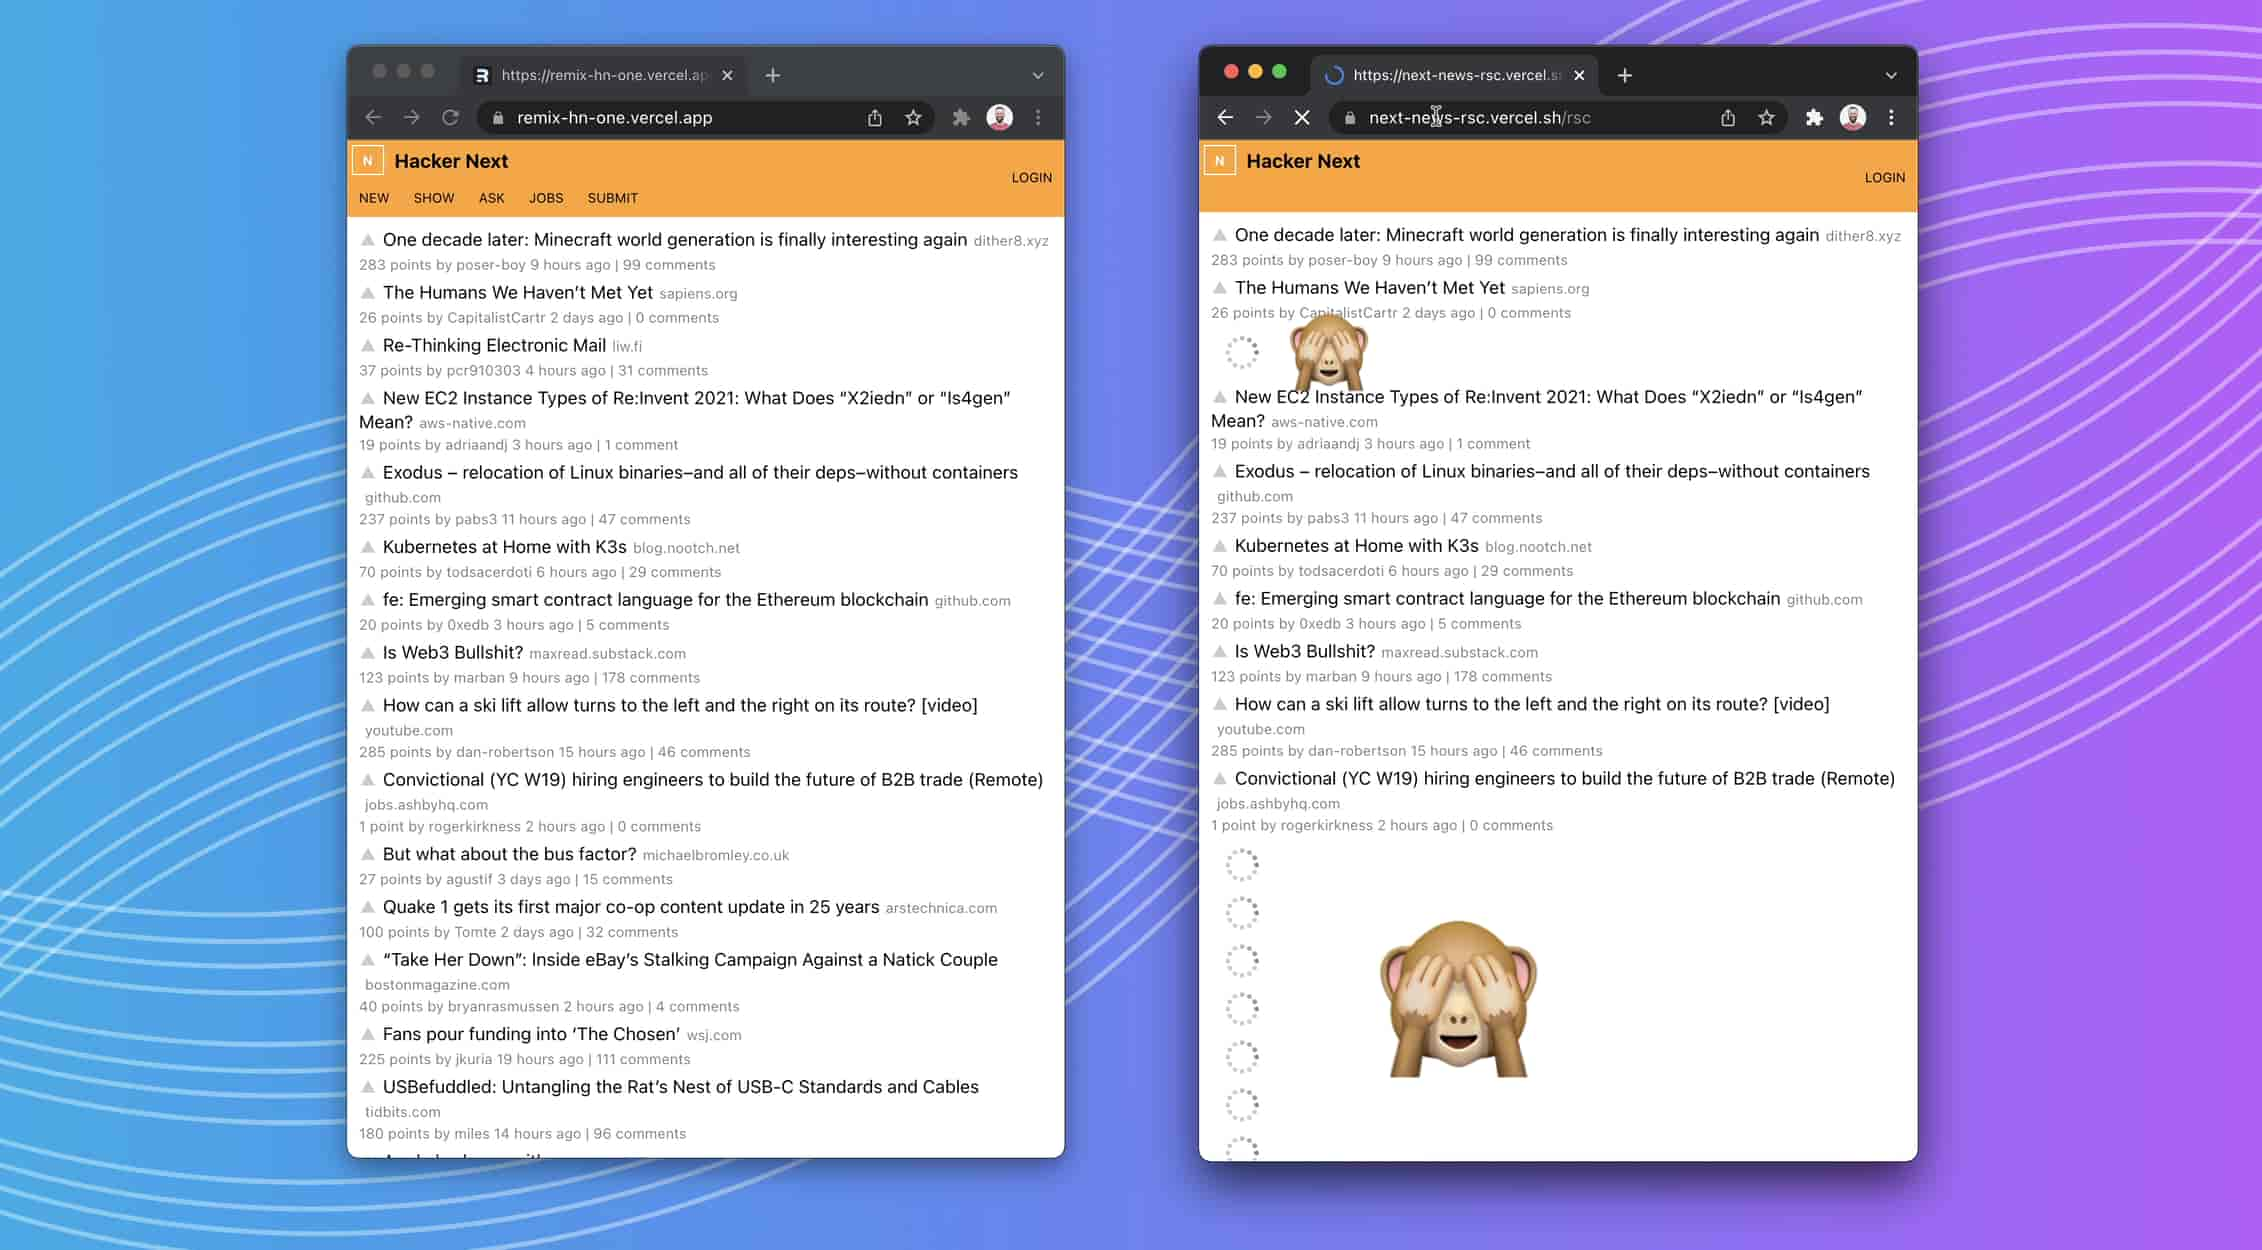 https://remix-hn-one.vercel.ap
remix-hn-one.vercel.app
N Hacker Next
LOGIN
NEW SHOW ASK JOBS SUBMIT
One decade later: Minecraft world generation is finally interesting again dither8.xyz
283 points by poser-boy 9 hours ago | 99 comments
The Humans We Haven’t Met Yet sapiens.org
26 points by CapitalistCartr 2 days ago | 0 comments
Re-Thinking Electronic Mail liw.fi
37 points by pcr910303 4 hours ago | 31 comments
New EC2 Instance Types of Re:Invent 2021: What Does “X2iedn” or “Is4gen”
Mean? aws-native.com
19 points by adriaandj 3 hours ago | 1 comment
Exodus – relocation of Linux binaries–and all of their deps–without containers
github.com
237 points by pabs3 11 hours ago | 47 comments
Kubernetes at Home with K3s blog.nootch.net
70 points by todsacerdoti 6 hours ago | 29 comments
fe: Emerging smart contract language for the Ethereum blockchain github.com
20 points by 0xedb 3 hours ago | 5 comments
Is Web3 Bullshit? maxread.substack.com
123 points by marban 9 hours ago | 178 comments
How can a ski lift allow turns to the left and the right on its route? [video]
youtube.com
285 points by dan-robertson 15 hours ago | 46 comments
Convictional (YC W19) hiring engineers to build the future of B2B trade (Remote)
jobs.ashbyhq.com
1 point by rogerkirkness 2 hours ago | 0 comments
But what about the bus factor? michaelbromley.co.uk
27 points by agustif 3 days ago | 15 comments
Quake 1 gets its first major co-op content update in 25 years arstechnica.com
100 points by Tomte 2 days ago | 32 comments
“Take Her Down”: Inside eBay’s Stalking Campaign Against a Natick Couple
bostonmagazine.com
40 points by bryanrasmussen 2 hours ago | 4 comments
Fans pour funding into ‘The Chosen’ wsj.com
225 points by jkuria 19 hours ago | 111 comments
USBefuddled: Untangling the Rat’s Nest of USB-C Standards and Cables
tidbits.com
180 points by miles 14 hours ago | 96 comments
https://next-news-rsc.vercel.s
next-news-rsc.vercel.sh/rsc
N Hacker Next
LOGIN
One decade later: Minecraft world generation is finally interesting again dither8.xyz
283 points by poser-boy 9 hours ago | 99 comments
The Humans We Haven’t Met Yet sapiens.org
26 points by CapitalistCartr 2 days ago | 0 comments
New EC2 Instance Types of Re:Invent 2021: What Does “X2iedn” or “Is4gen”
Mean? aws-native.com
19 points by adriaandj 3 hours ago | 1 comment
Exodus – relocation of Linux binaries–and all of their deps–without containers
github.com
237 points by pabs3 11 hours ago | 47 comments
Kubernetes at Home with K3s blog.nootch.net
70 points by todsacerdoti 6 hours ago | 29 comments
fe: Emerging smart contract language for the Ethereum blockchain github.com
20 points by 0xedb 3 hours ago | 5 comments
Is Web3 Bullshit? maxread.substack.com
123 points by marban 9 hours ago | 178 comments
How can a ski lift allow turns to the left and the right on its route? [video]
youtube.com
285 points by dan-robertson 15 hours ago | 46 comments
Convictional (YC W19) hiring engineers to build the future of B2B trade (Remote)
jobs.ashbyhq.com
1 point by rogerkirkness 2 hours ago | 0 comments